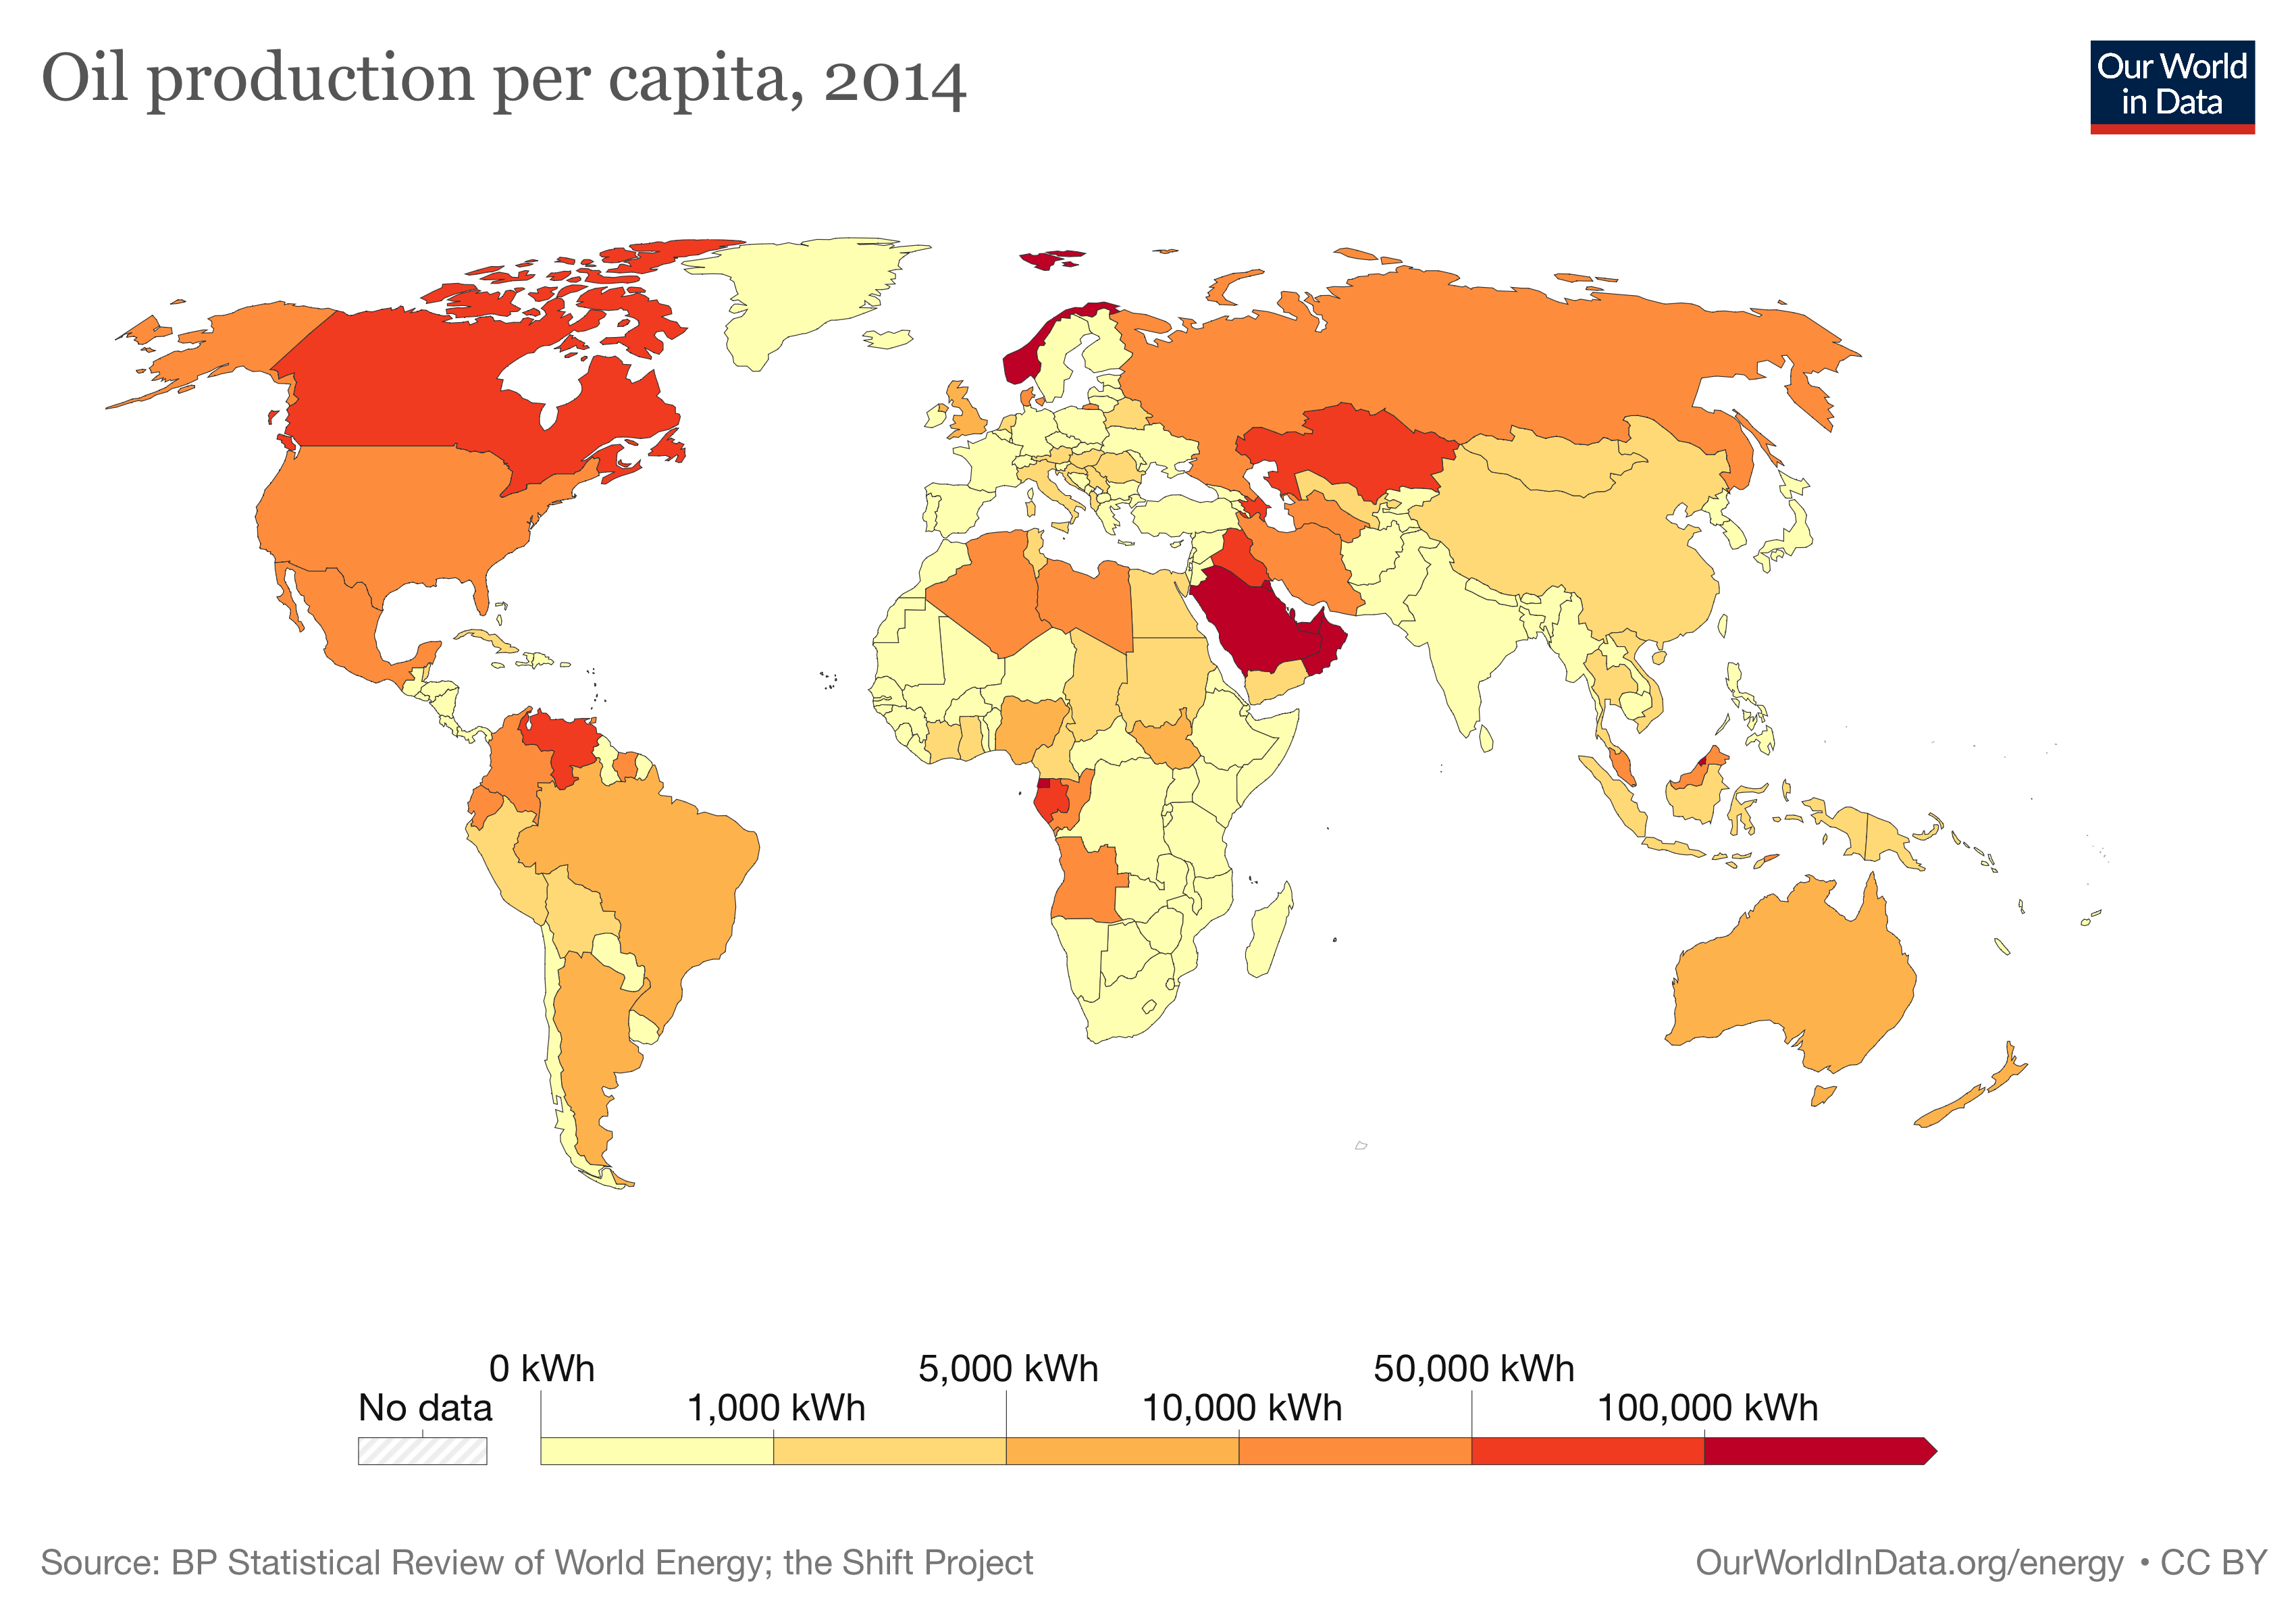 Oil production per capita, 2014
Our World
in Data
0 kWh
5,000 kWh
50,000 kWh
No data
1,000 kWh
10,000 kWh
100,000 kWh
Source: BP Statistical Review of World Energy; the Shift Project
OurWorldInData.org/energy • CC BY